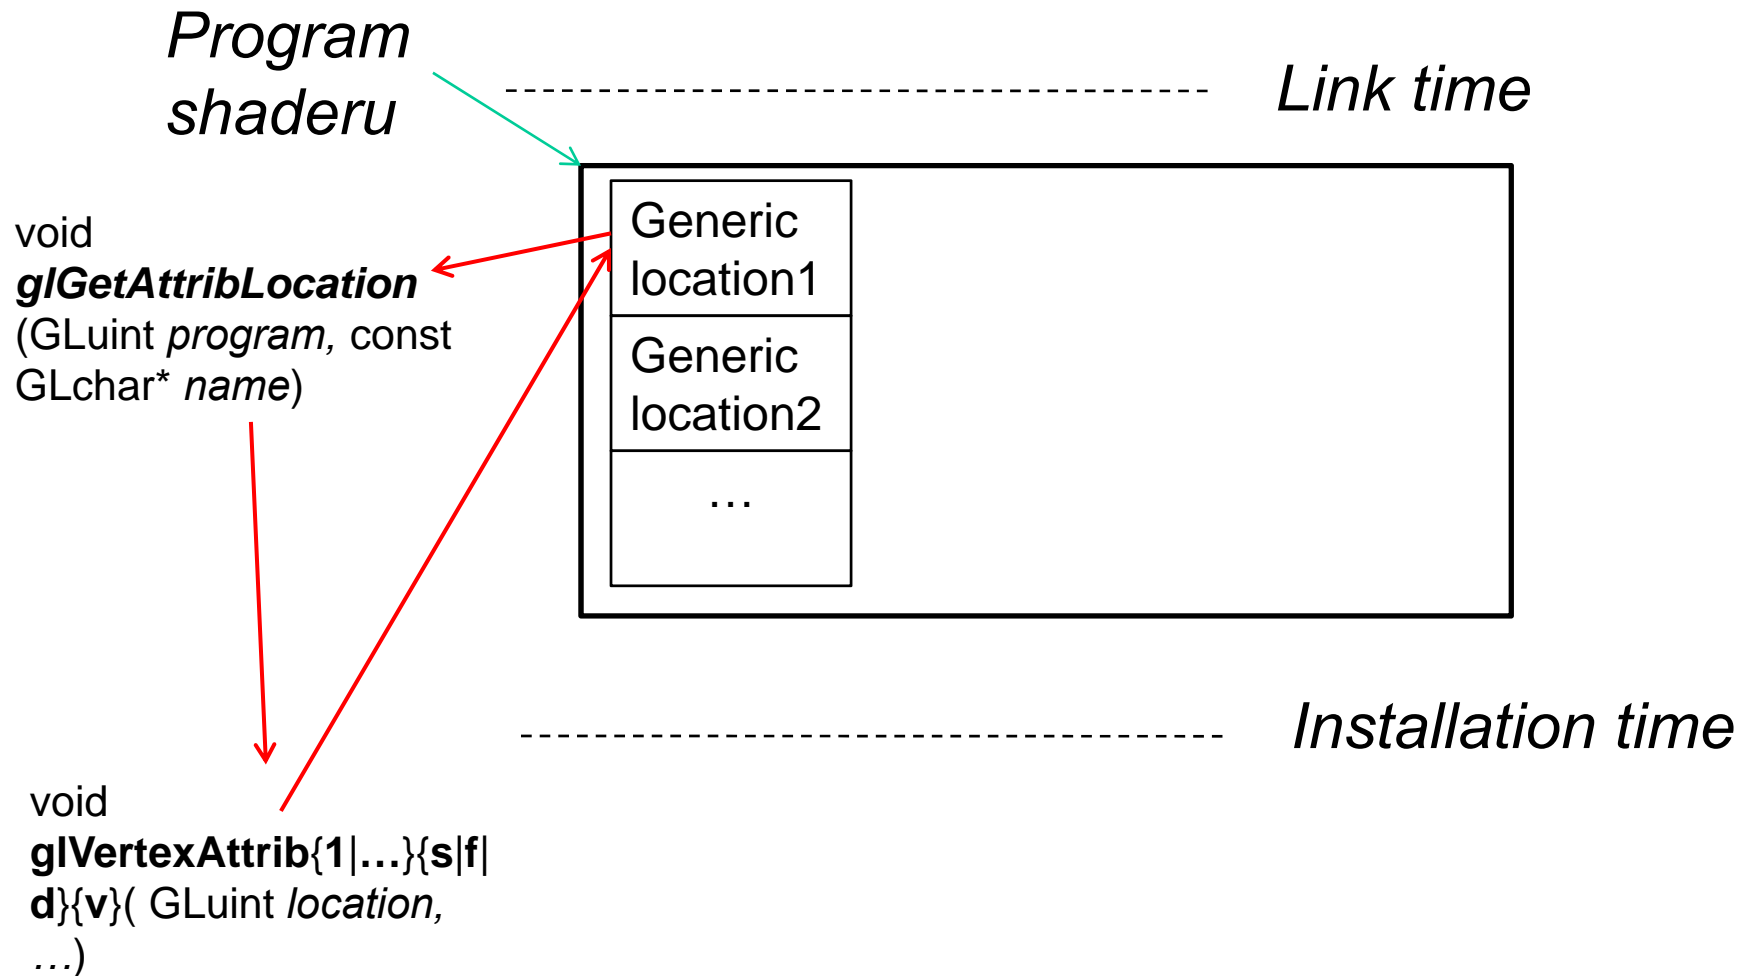 Program
shaderu
Link time
void
glGetAttribLocation
(GLuint program, const
GLchar* name)
Generic
location1
Generic
location2
…
Installation time
void
glVertexAttrib{1|…}{s|f|
d}{v}( GLuint location,
…)